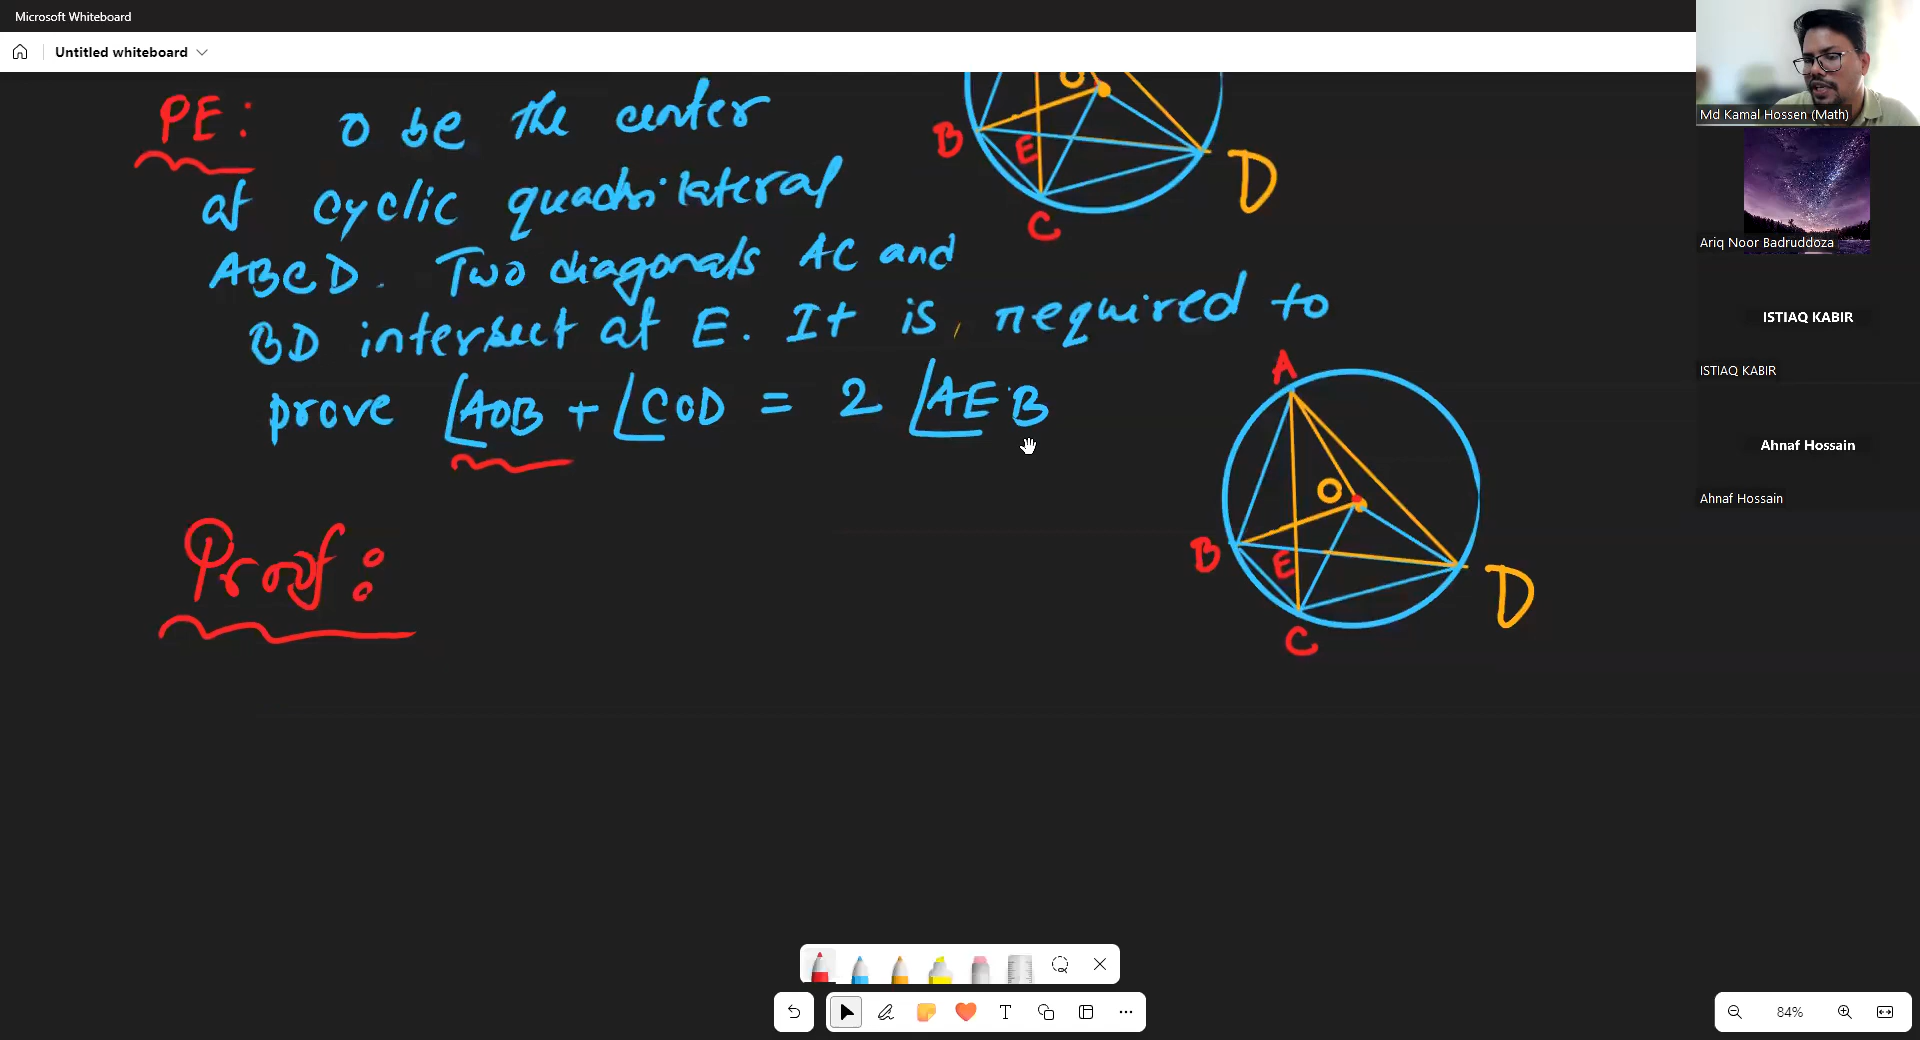 Microsoft Whiteboard
Untitled whiteboard
PE: O be the center
at cyclic quadrilateral
ABCD. Two diagonals AC and
BD intersect at E. It is required to
prove ∠AOB + ∠COD = 2 ∠AEB
Proof:
O
B
E
D
C
A
O
B
E
D
C
Md Kamal Hossen (Math)
Ariq Noor Badruddoza
ISTIAQ KABIR
ISTIAQ KABIR
Ahnaf Hossain
Ahnaf Hossain
T
84%